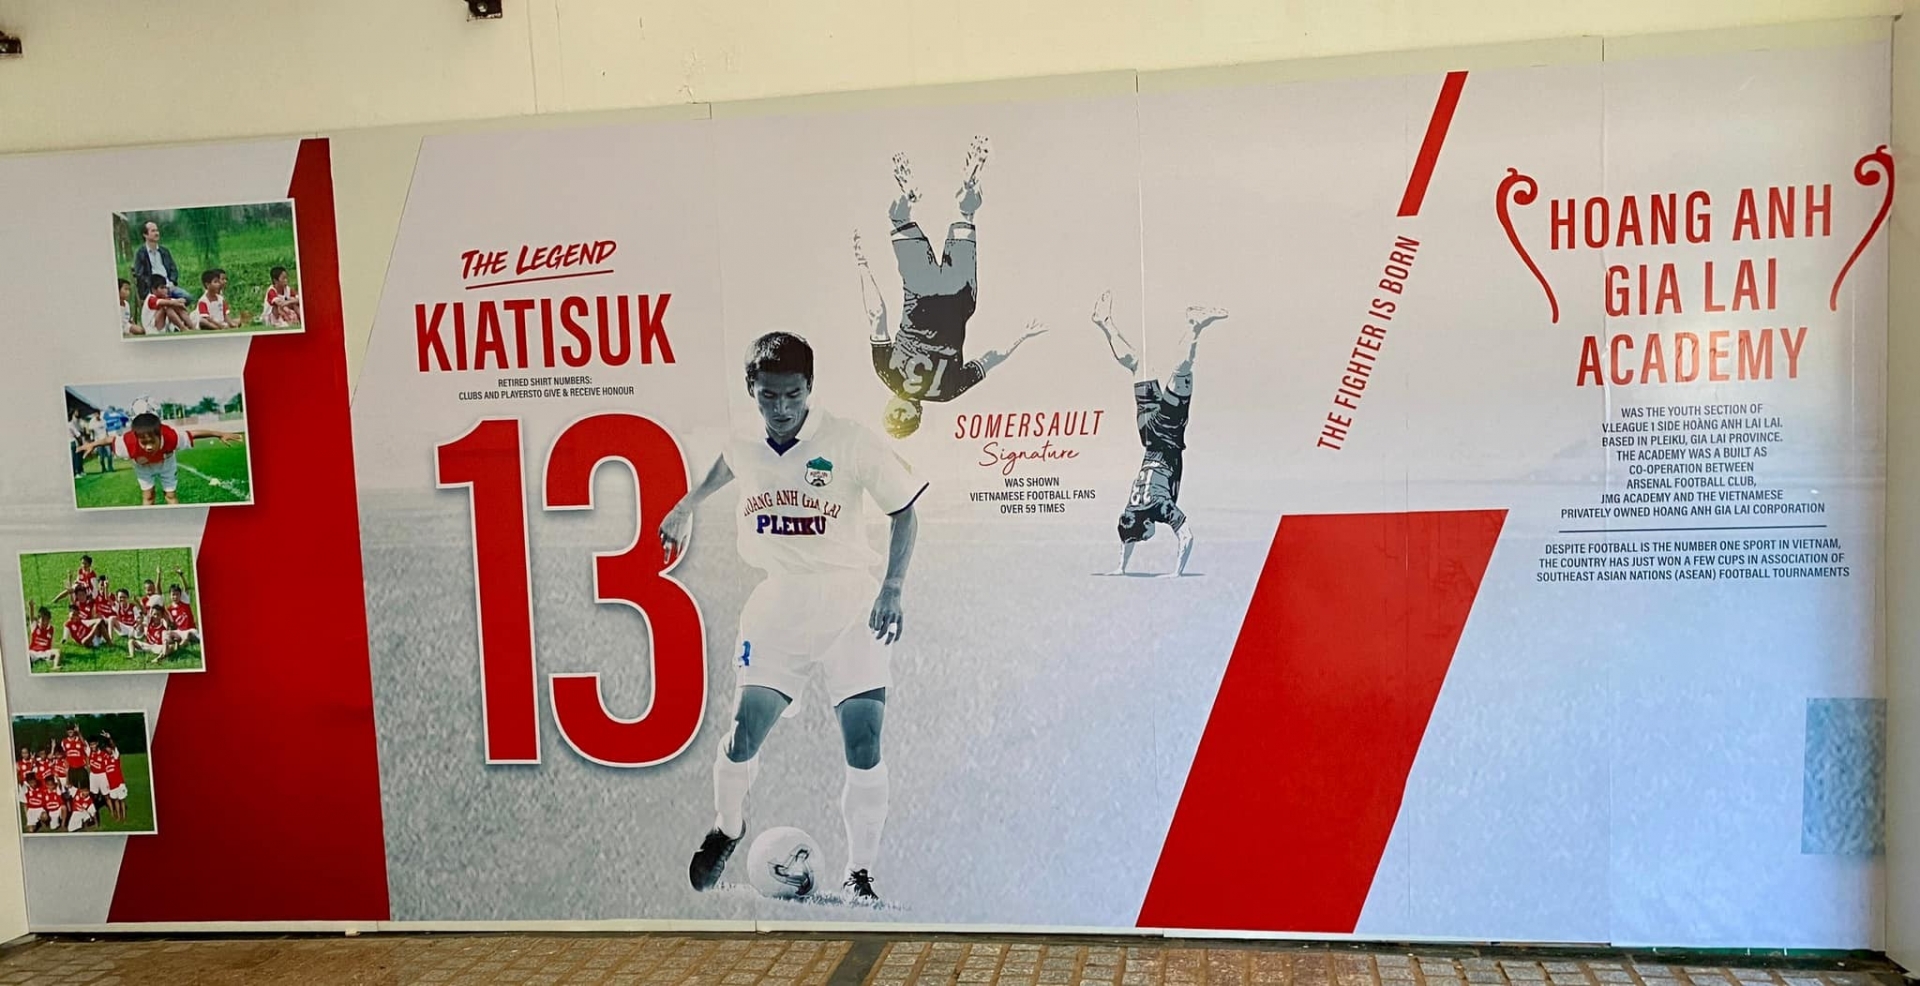 THE LEGEND
KIATISUK
RETIRED SHIRT NUMBERS:
CLUBS AND PLAYERSTO GIVE & RECEIVE HONOUR
13
HOANG ANH GIA LAI
PLEIKU
13
SOMERSAULT
Signature
WAS SHOWN
VIETNAMESE FOOTBALL FANS
OVER 59 TIMES
13
THE FIGHTER IS BORN
HOANG ANH
GIA LAI
ACADEMY
WAS THE YOUTH SECTION OF
V.LEAGUE 1 SIDE HOÀNG ANH LAI LAI.
BASED IN PLEIKU, GIA LAI PROVINCE.
THE ACADEMY WAS A BUILT AS
CO-OPERATION BETWEEN
ARSENAL FOOTBALL CLUB,
JMG ACADEMY AND THE VIETNAMESE
PRIVATELY OWNED HOANG ANH GIA LAI CORPORATION
DESPITE FOOTBALL IS THE NUMBER ONE SPORT IN VIETNAM,
THE COUNTRY HAS JUST WON A FEW CUPS IN ASSOCIATION OF
SOUTHEAST ASIAN NATIONS (ASEAN) FOOTBALL TOURNAMENTS